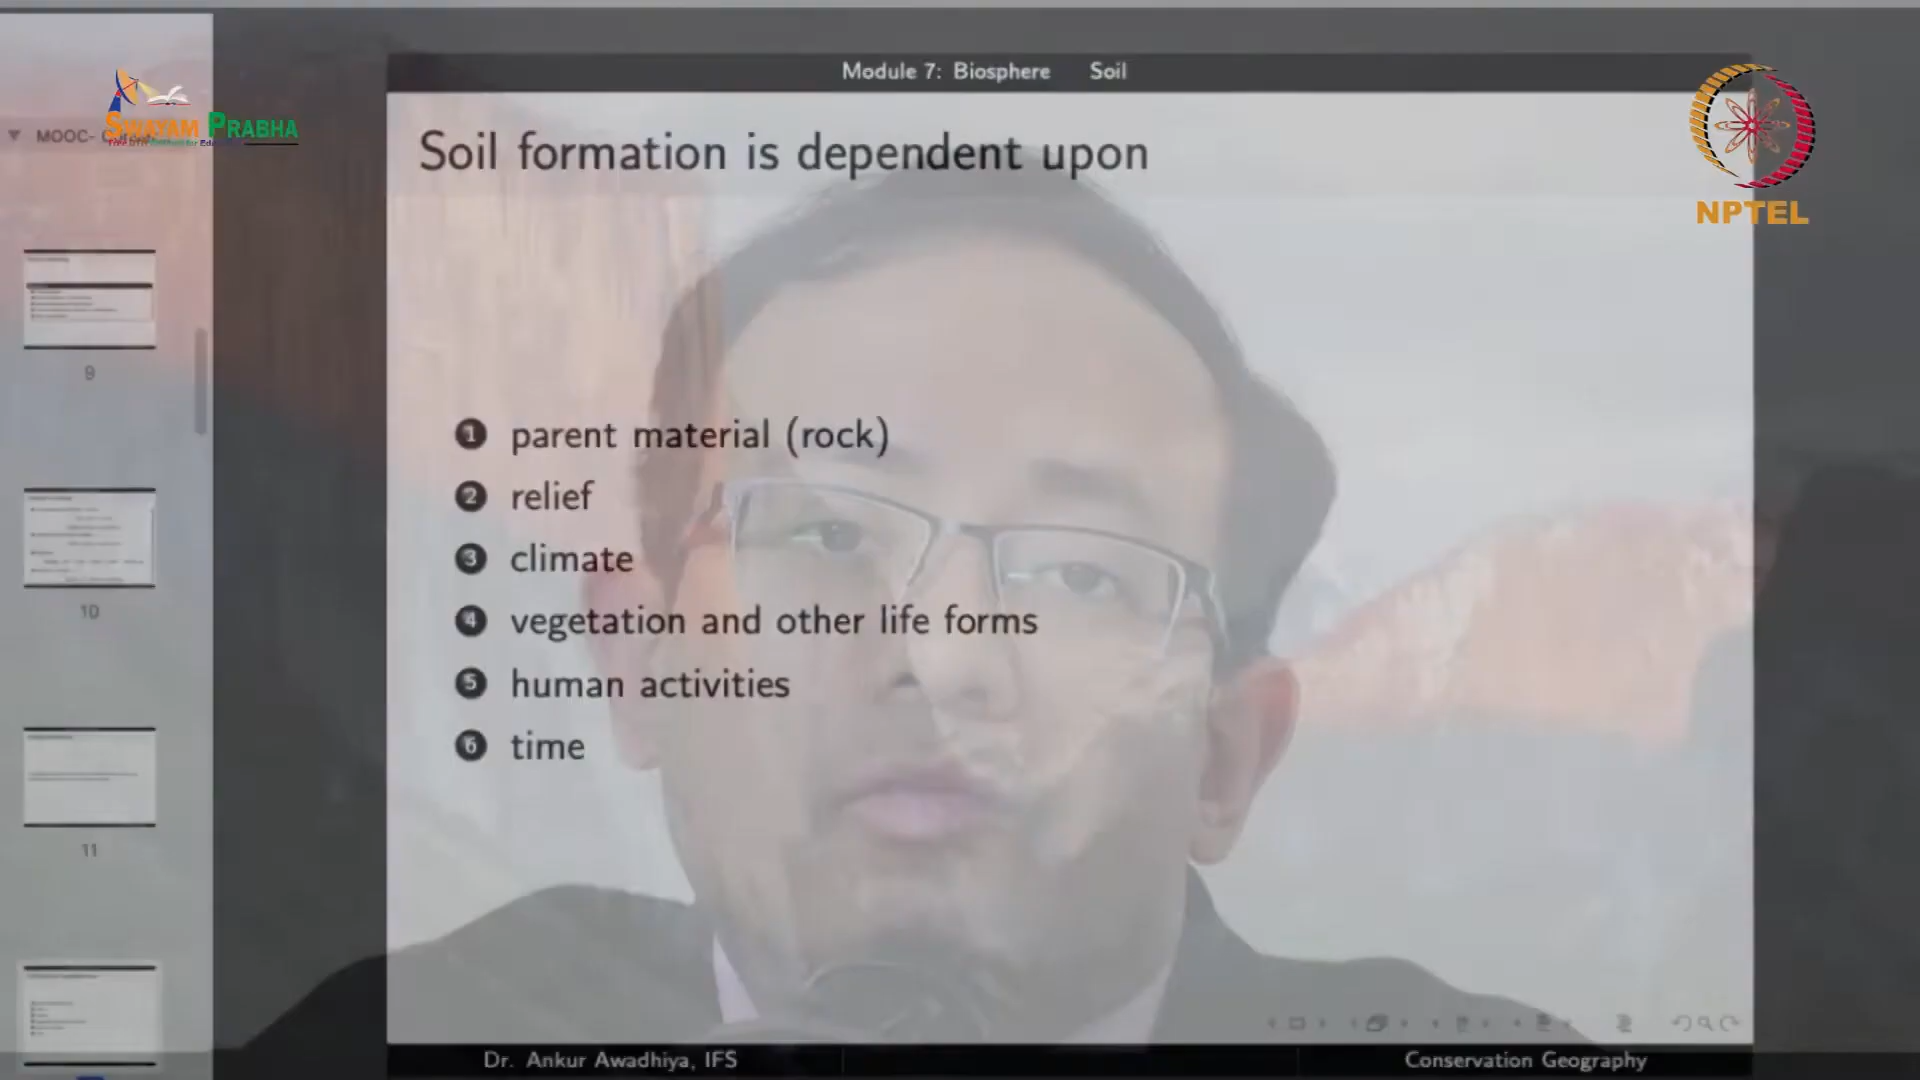 Module 7: Biosphere Soil
SWAYAM PRABHA
MOOC-
NPTEL
Soil formation is dependent upon
1 parent material (rock)
2 relief
3 climate
4 vegetation and other life forms
5 human activities
6 time
9
10
11
Dr. Ankur Awadhiya, IFS
Conservation Geography